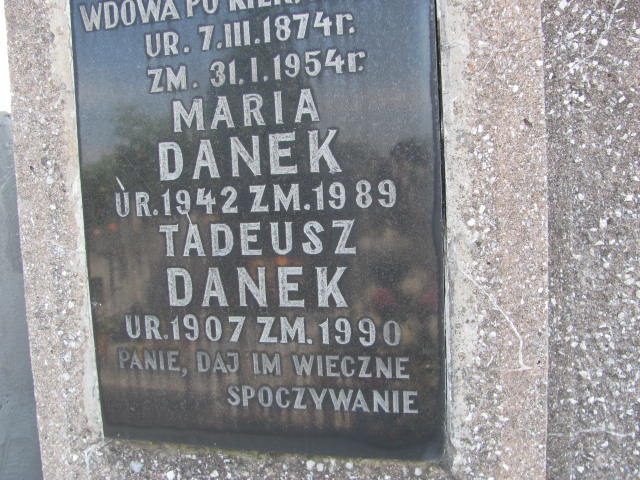 WDOWA PO
UR. 7.III.1874r.
ZM. 31.I.1954r.
MARIA
DANEK
UR.1942 ZM.1989
TADEUSZ
DANEK
UR.1907 ZM.1990
PANIE, DAJ IM WIECZNE
SPOCZYWANIE